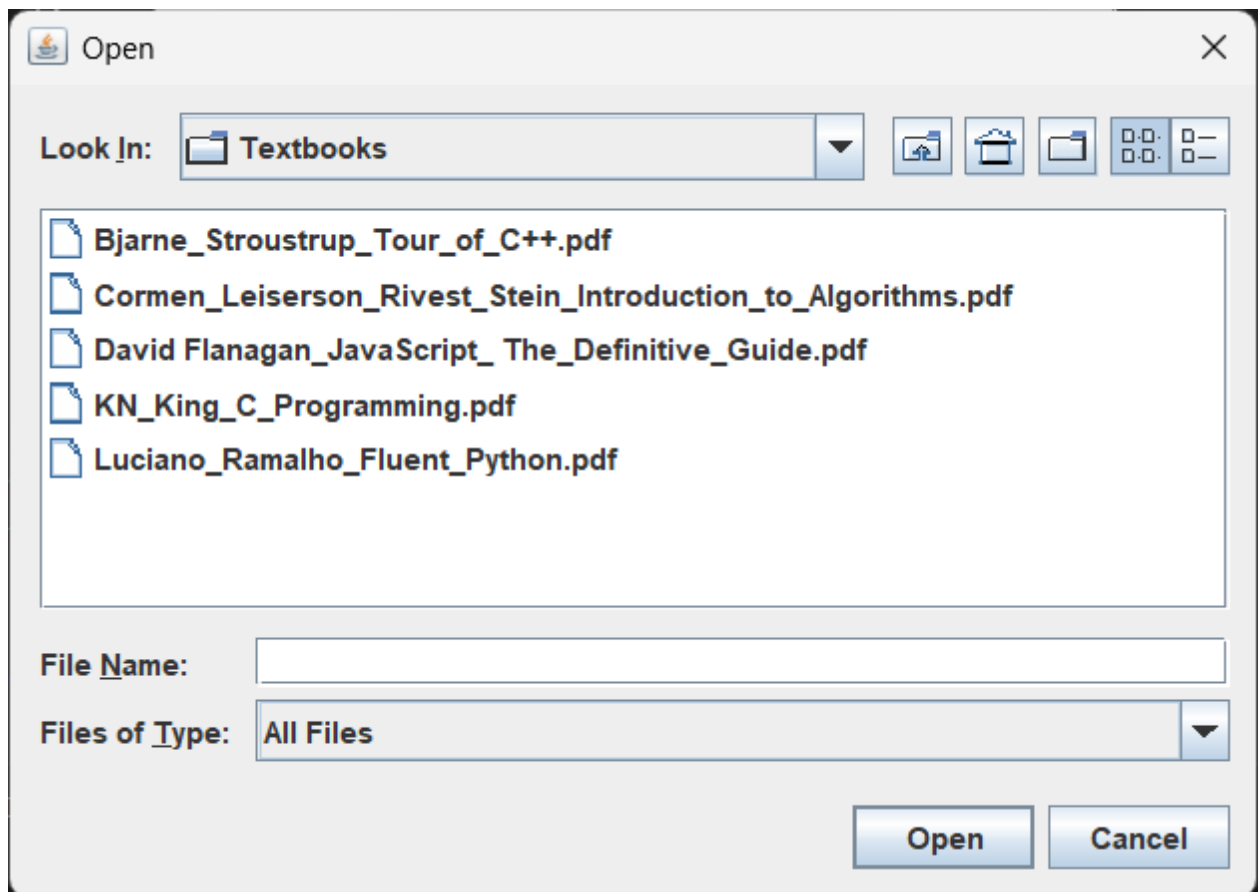 Open
Look In: Textbooks
Bjarne_Stroustrup_Tour_of_C++.pdf
Cormen_Leiserson_Rivest_Stein_Introduction_to_Algorithms.pdf
David Flanagan_JavaScript_ The_Definitive_Guide.pdf
KN_King_C_Programming.pdf
Luciano_Ramalho_Fluent_Python.pdf
File Name:
Files of Type: All Files
Open Cancel